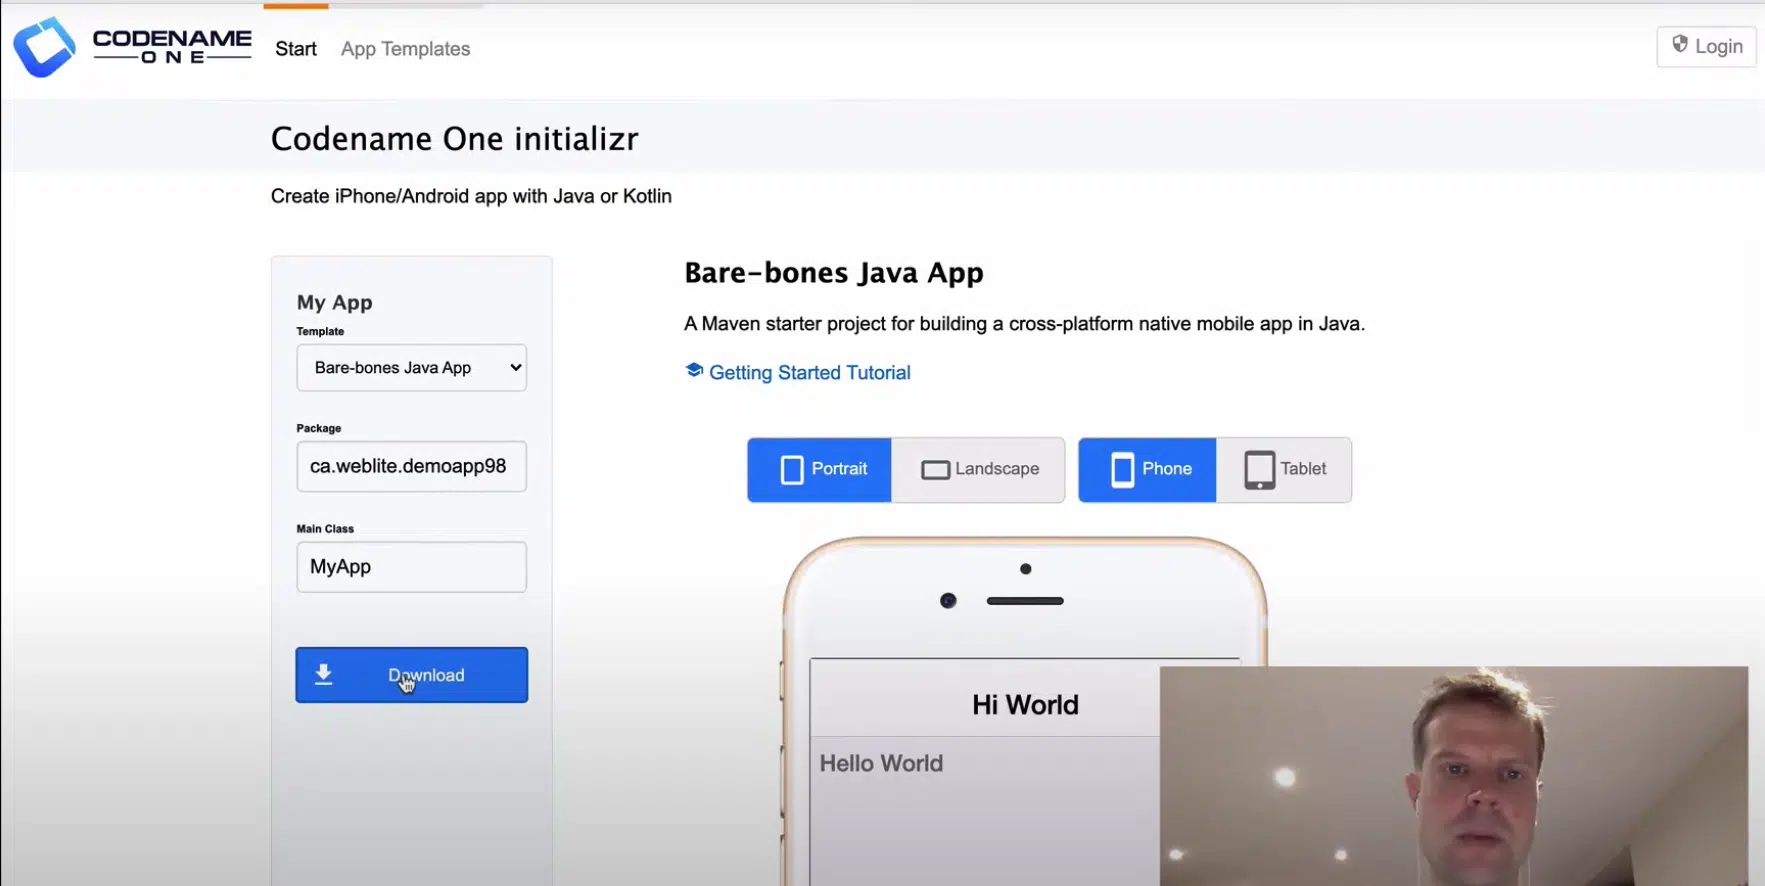 CODENAME
ONE
Start
App Templates
Login
Codename One initializr
Create iPhone/Android app with Java or Kotlin
My App
Template
Bare-bones Java App
Package
ca.weblite.demoapp98
Main Class
MyApp
Download
Bare-bones Java App
A Maven starter project for building a cross-platform native mobile app in Java.
Getting Started Tutorial
Portrait
Landscape
Phone
Tablet
Hi World
Hello World